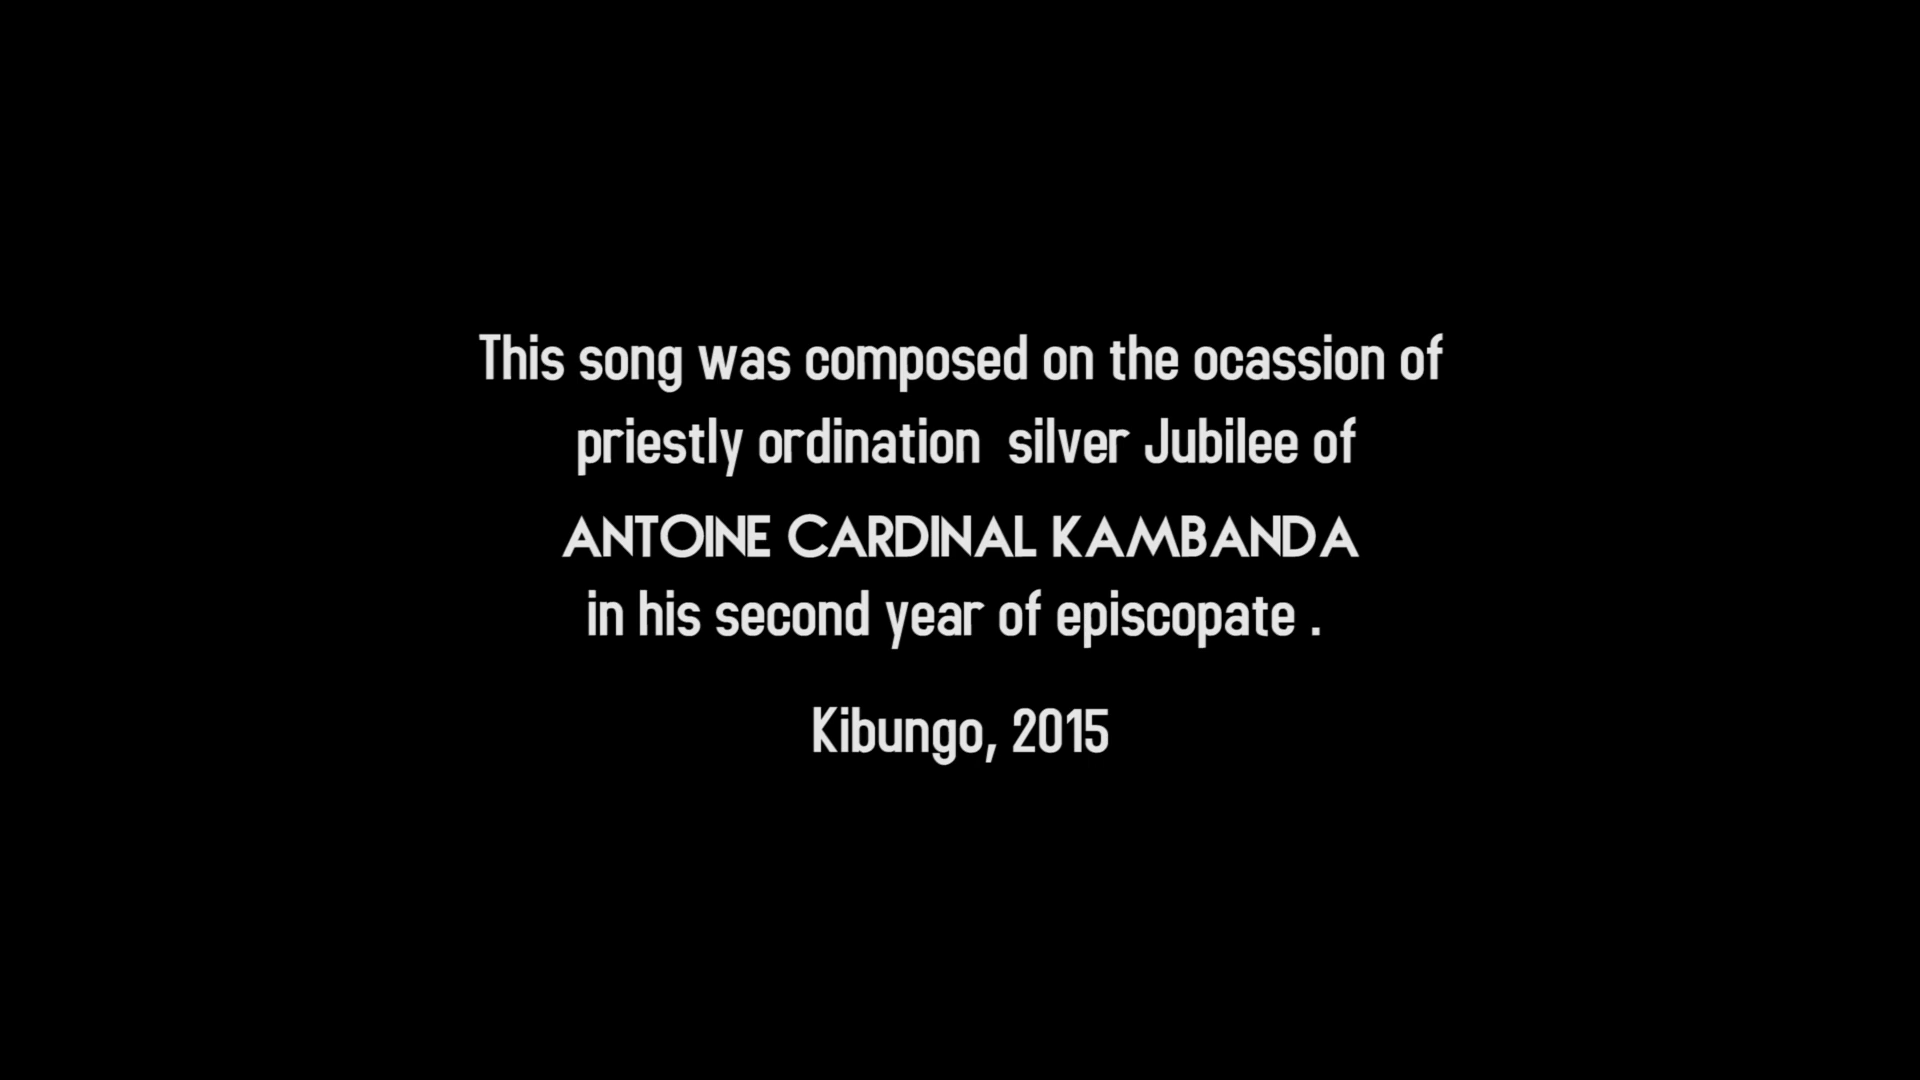 This song was composed on the ocassion of
priestly ordination silver Jubilee of
ANTOINE CARDINAL KAMBANDA
in his second year of episcopate .
Kibungo, 2015